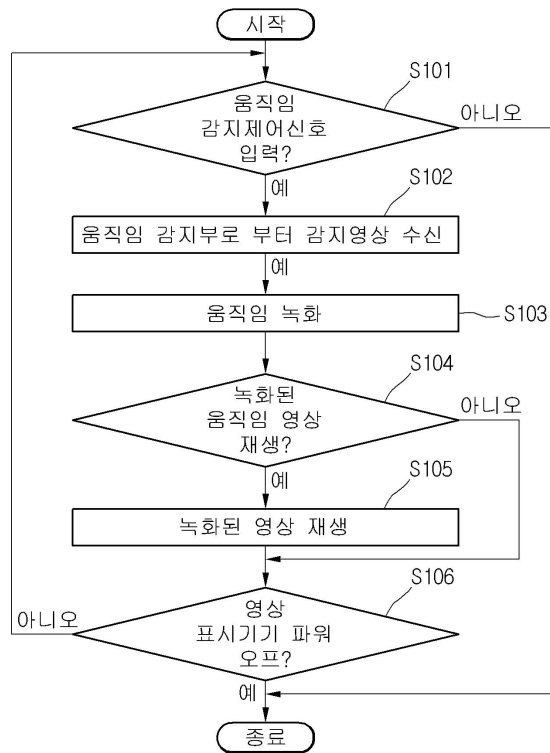 시작
S101
움직임
감지제어신호
입력?
아니오
예
S102
움직임 감지부로 부터 감지영상 수신
예
움직임 녹화
S103
S104
녹화된
움직임 영상
재생?
아니오
예
S105
녹화된 영상 재생
S106
영상
표시기기 파워
오프?
아니오
예
종료